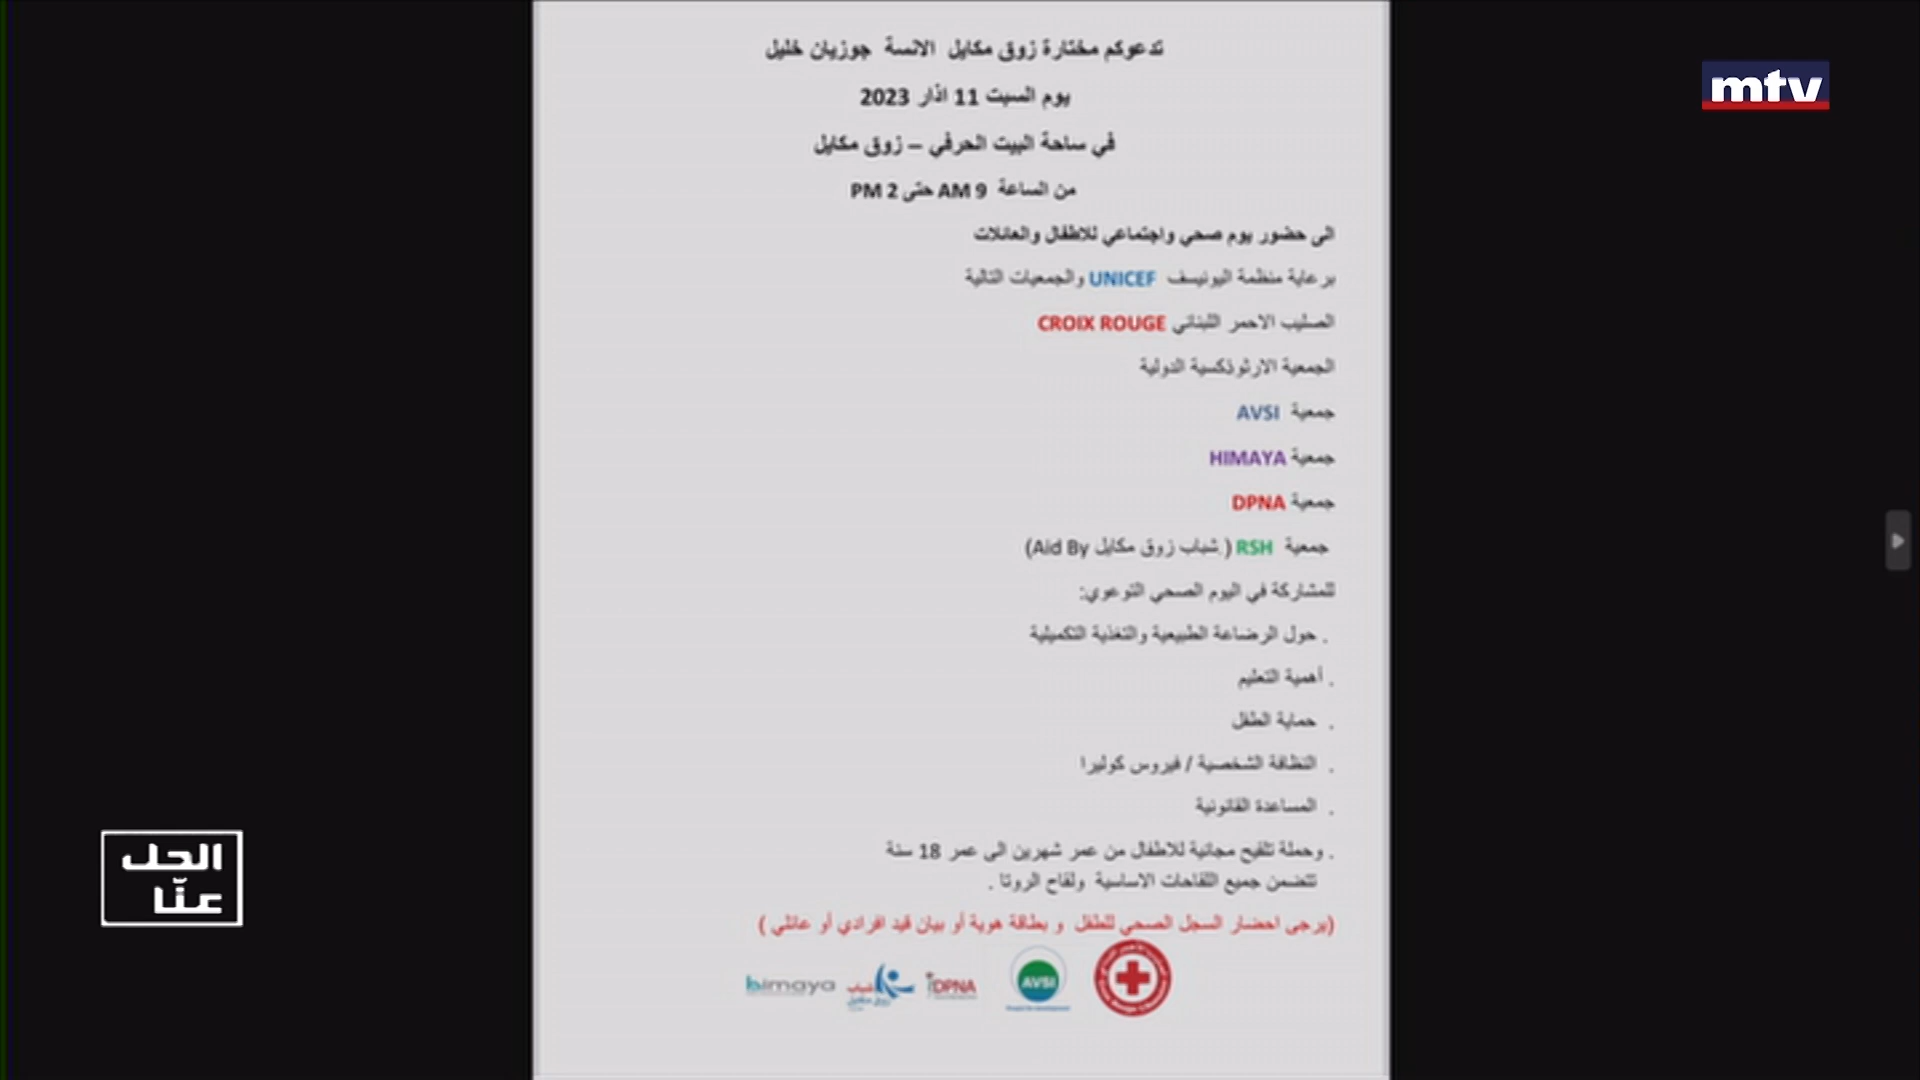 تدعوكم مختارة زوق مكايل الانسة جوزيان خليل
يوم السبت 11 اذار 2023
في ساحة البيت الحرفي – زوق مكايل
من الساعة 9 AM حتى 2 PM
الى حضور يوم صحي واجتماعي للاطفال والعائلات
برعاية منظمة اليونيسف UNICEF والجمعيات التالية
الصليب الاحمر اللبناني CROIX ROUGE
الجمعية الارثوذكسية الدولية
جمعية AVSI
جمعية HIMAYA
جمعية DPNA
جمعية RSH ( شباب زوق مكايل Aid By)
للمشاركة في اليوم الصحي التوعوي:
. حول الرضاعة الطبيعية والتغذية التكميلية
. أهمية التعليم
. حماية الطفل
. النظافة الشخصية / فيروس كوليرا
. المساعدة القانونية
. وحملة تلقيح مجانية للاطفال من عمر شهرين الى عمر 18 سنة
تتضمن جميع اللقاحات الاساسية ولقاح الروتا .
(يرجى احضار السجل الصحي للطفل و بطاقة هوية أو بيان قيد افرادي أو عائلي )
himaya
شباب
زوق مكايل
DPNA
AVSI
mtv
الحل
عنّا